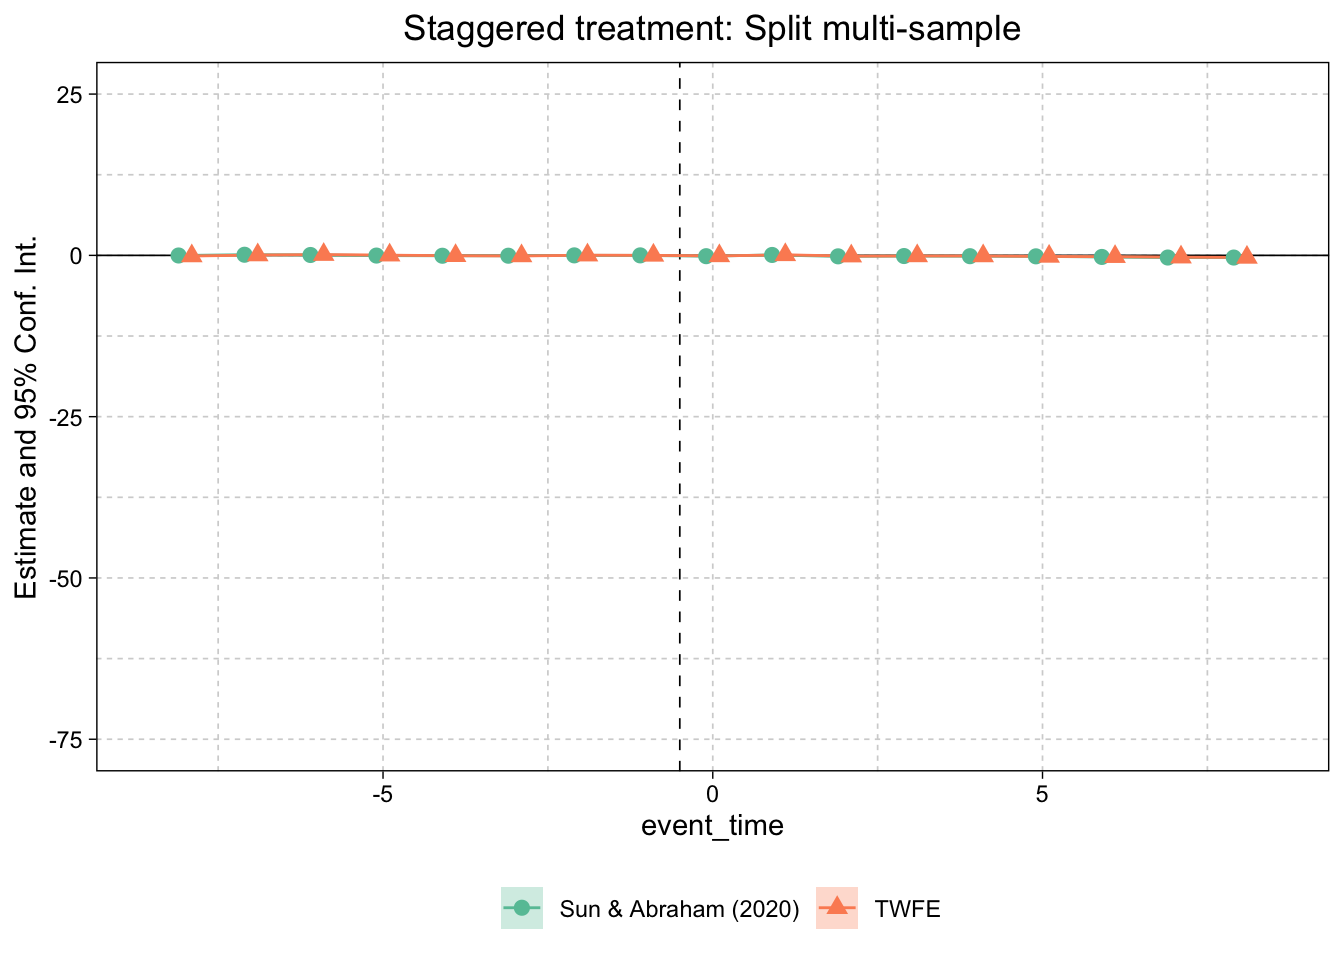 Staggered treatment: Split multi-sample
Estimate and 95% Conf. Int.
25
0
-25
-50
-75
-5
0
5
event_time
Sun & Abraham (2020)
TWFE